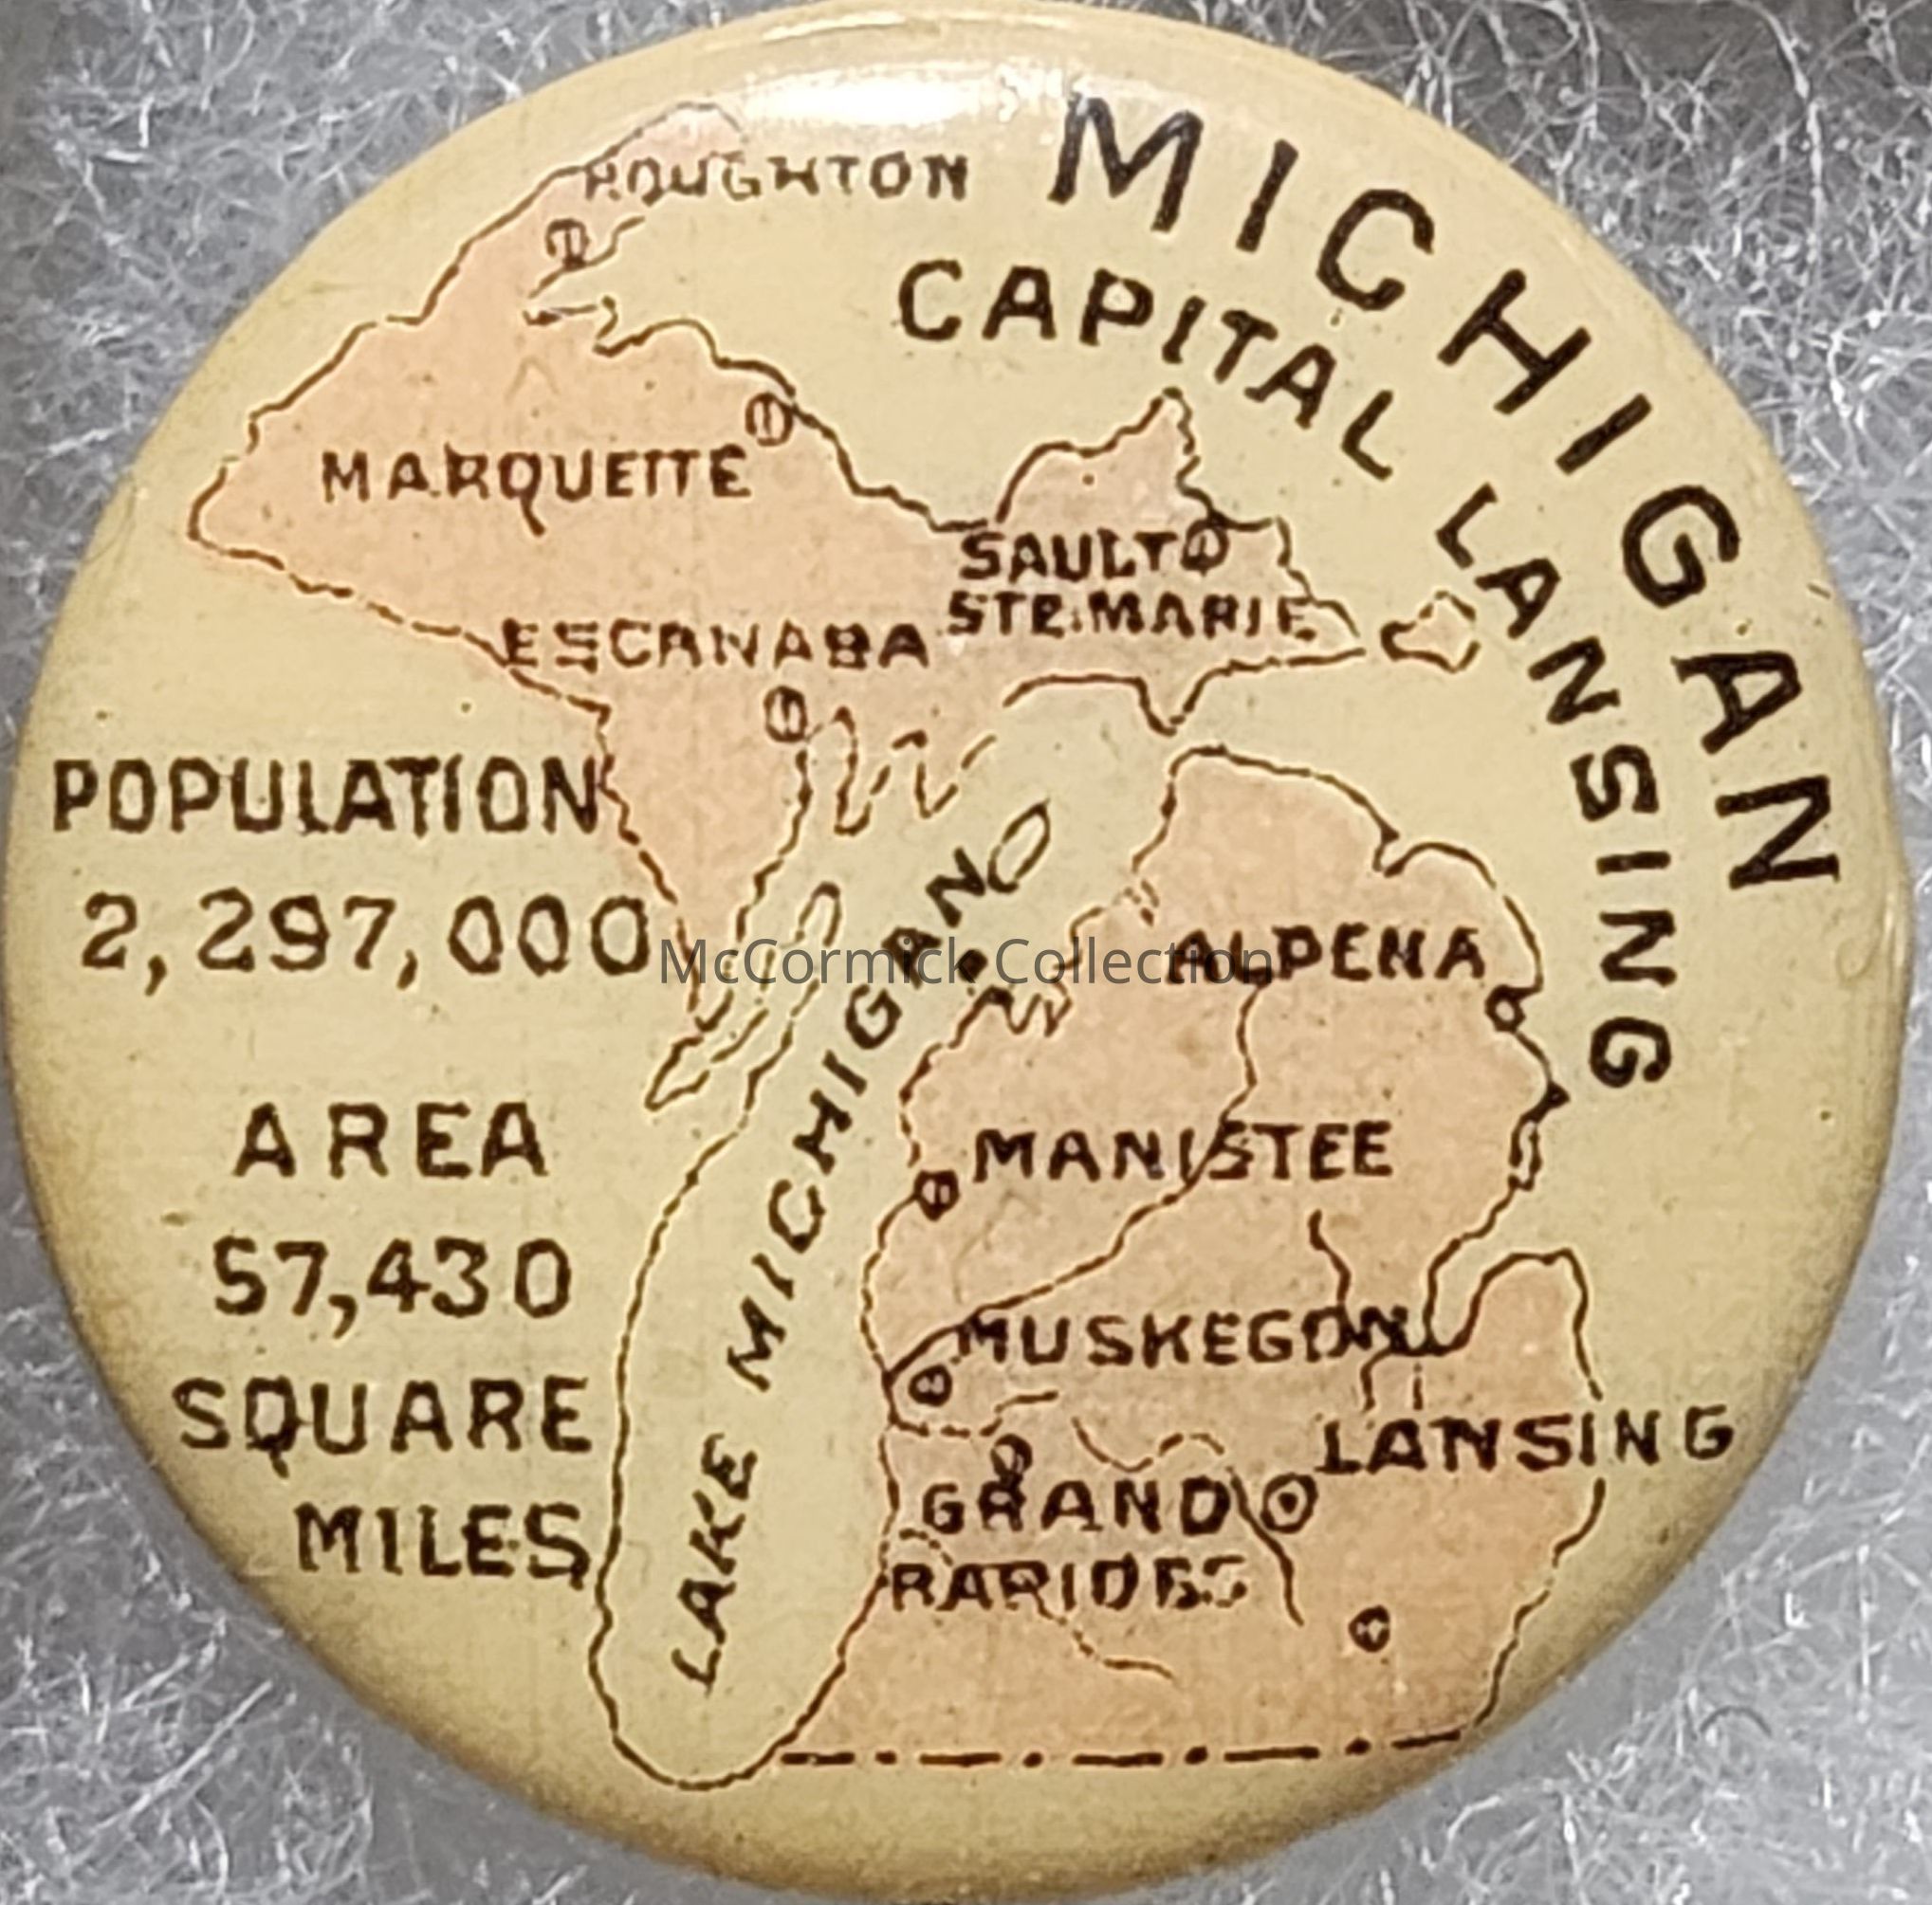 MICHIGAN
CAPITAL LANSING
HOUGHTON
MARQUETTE
SAULT
STE. MARIE
ESCANABA
POPULATION
2,297,000
McCormick Collection
ALPENA
LAKE MICHIGAN
AREA
57,430
SQUARE
MILES
MANISTEE
MUSKEGON
LANSING
GRAND